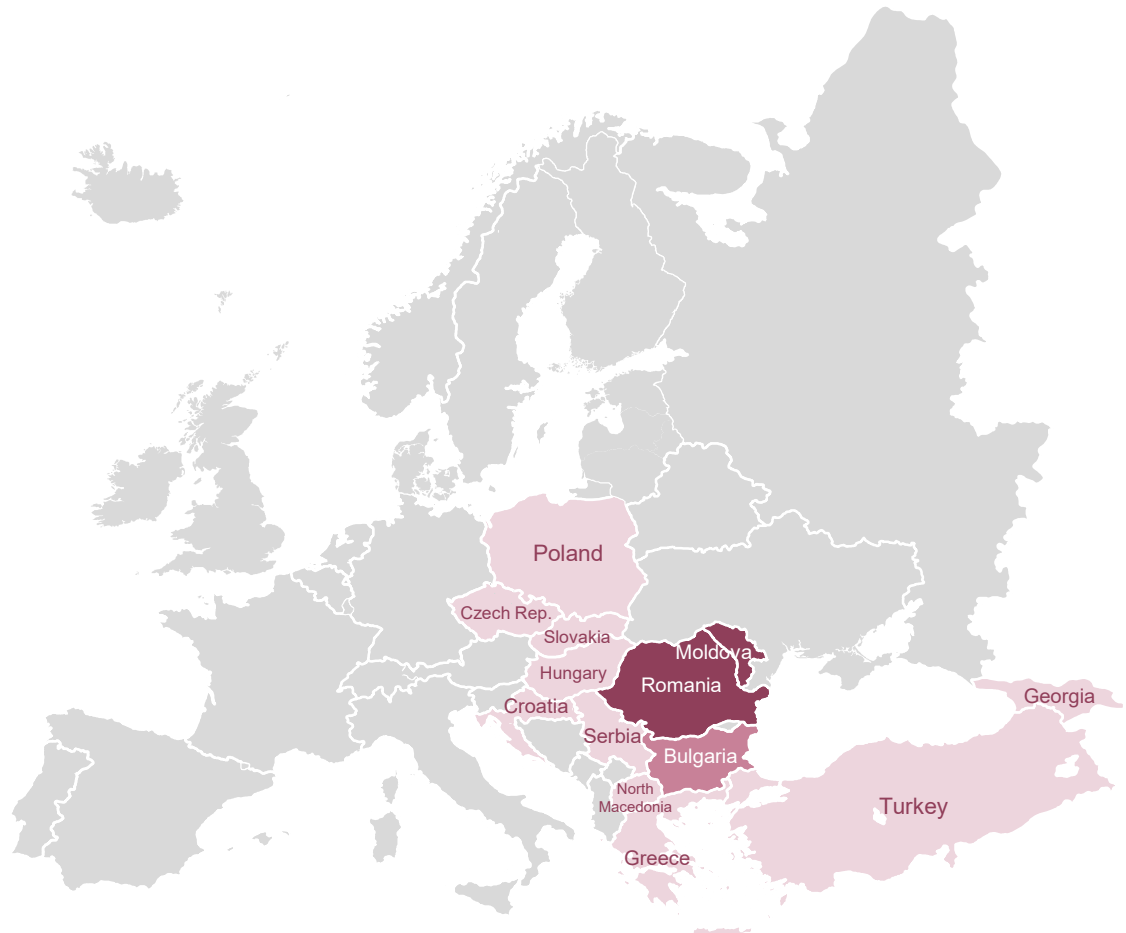 Poland
Czech Rep.
Slovakia
Moldova
Hungary
Romania
Georgia
Croatia
Serbia
Bulgaria
North
Macedonia
Turkey
Greece